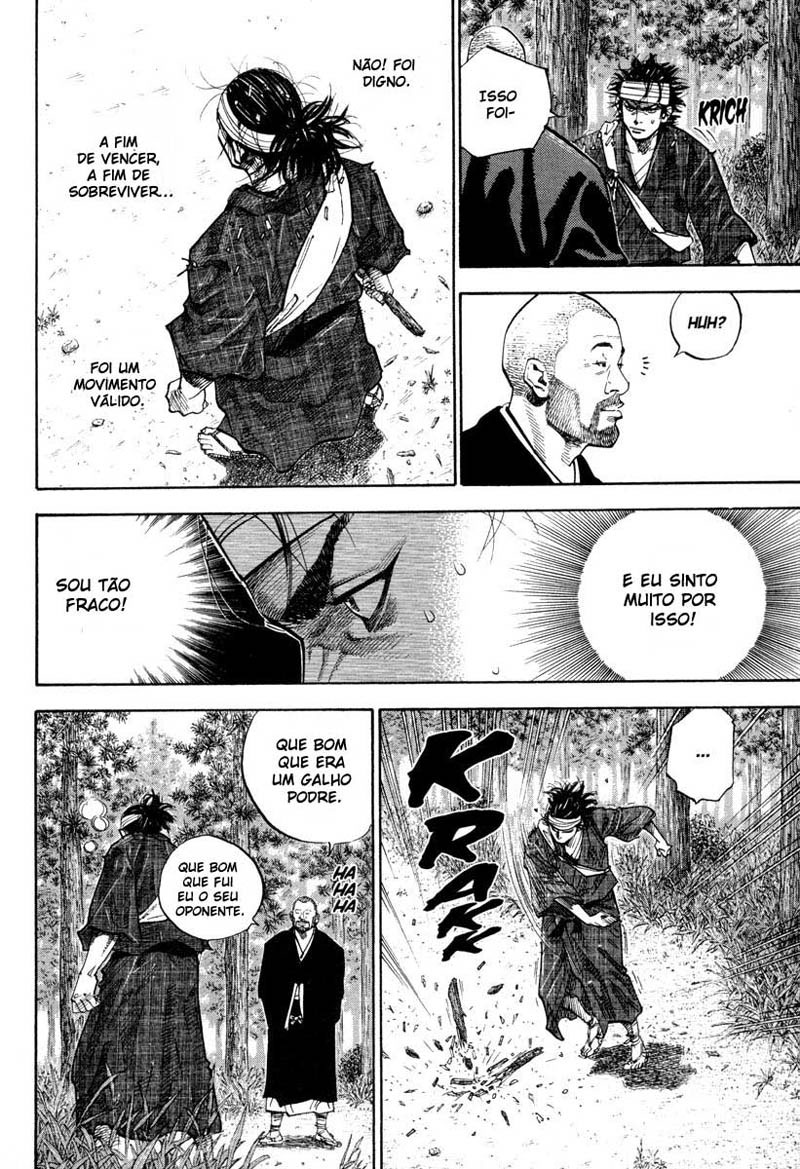 ISSO
FOI-
KRICH
HUH?
NÃO! FOI
DIGNO.
A FIM
DE VENCER,
A FIM DE
SOBREVIVER...
FOI UM
MOVIMENTO
VÁLIDO.
E EU SINTO
MUITO POR
ISSO!
SOU TÃO
FRACO!
...
KRAKK
QUE BOM
QUE ERA
UM GALHO
PODRE.
QUE BOM
QUE FUI
EU O SEU
OPONENTE.
HA
HA
HA